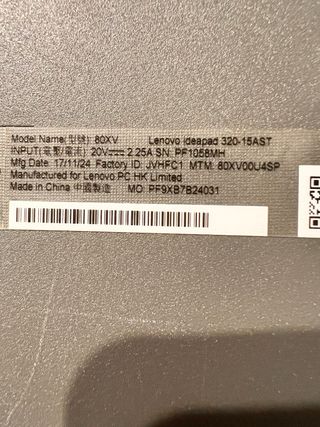 Model Name(型號) 80XV Lenovo ideapad 320-15AST
INPUT(電壓/電流) 20V⎓ 2.25A SN: PF1058MH
Mfg Date: 17/11/24 Factory ID: JVHFC1 MTM: 80XV00U4SP
Manufactured for Lenovo PC HK Limited
Made in China 中國製造 MO: PF9XB7B24031